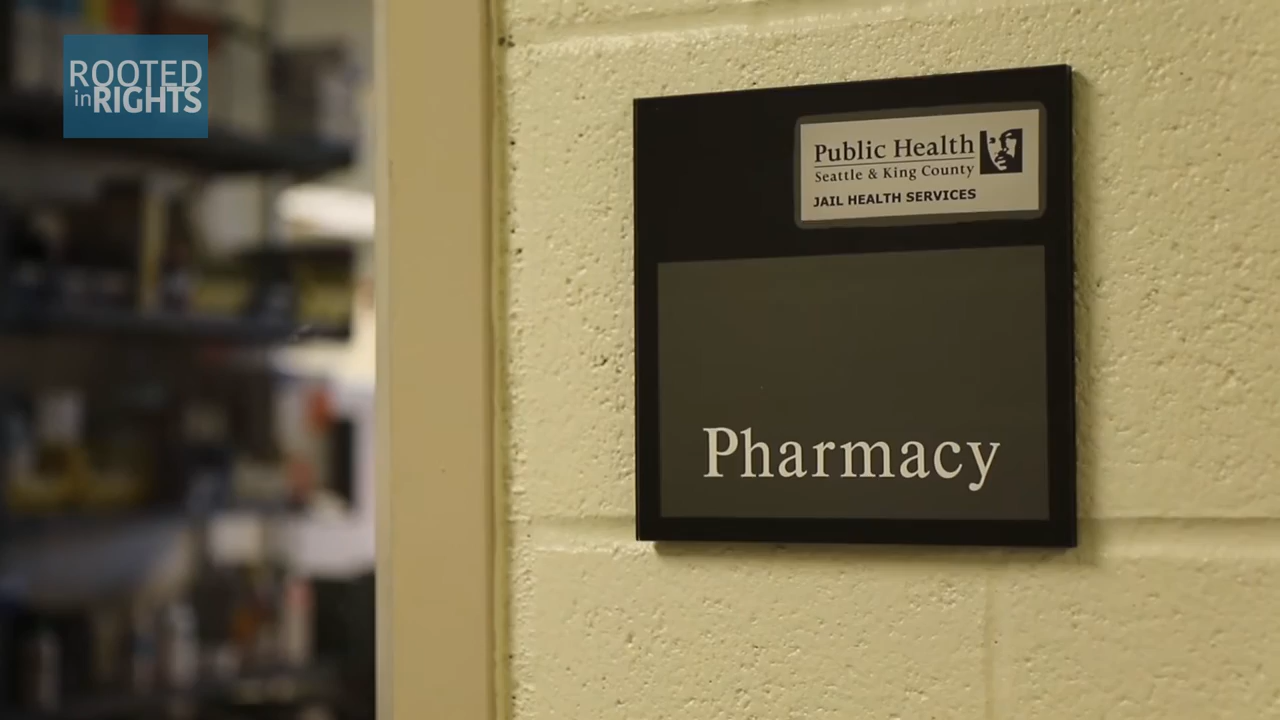 ROOTED
in RIGHTS
Public Health
Seattle & King County
JAIL HEALTH SERVICES
Pharmacy